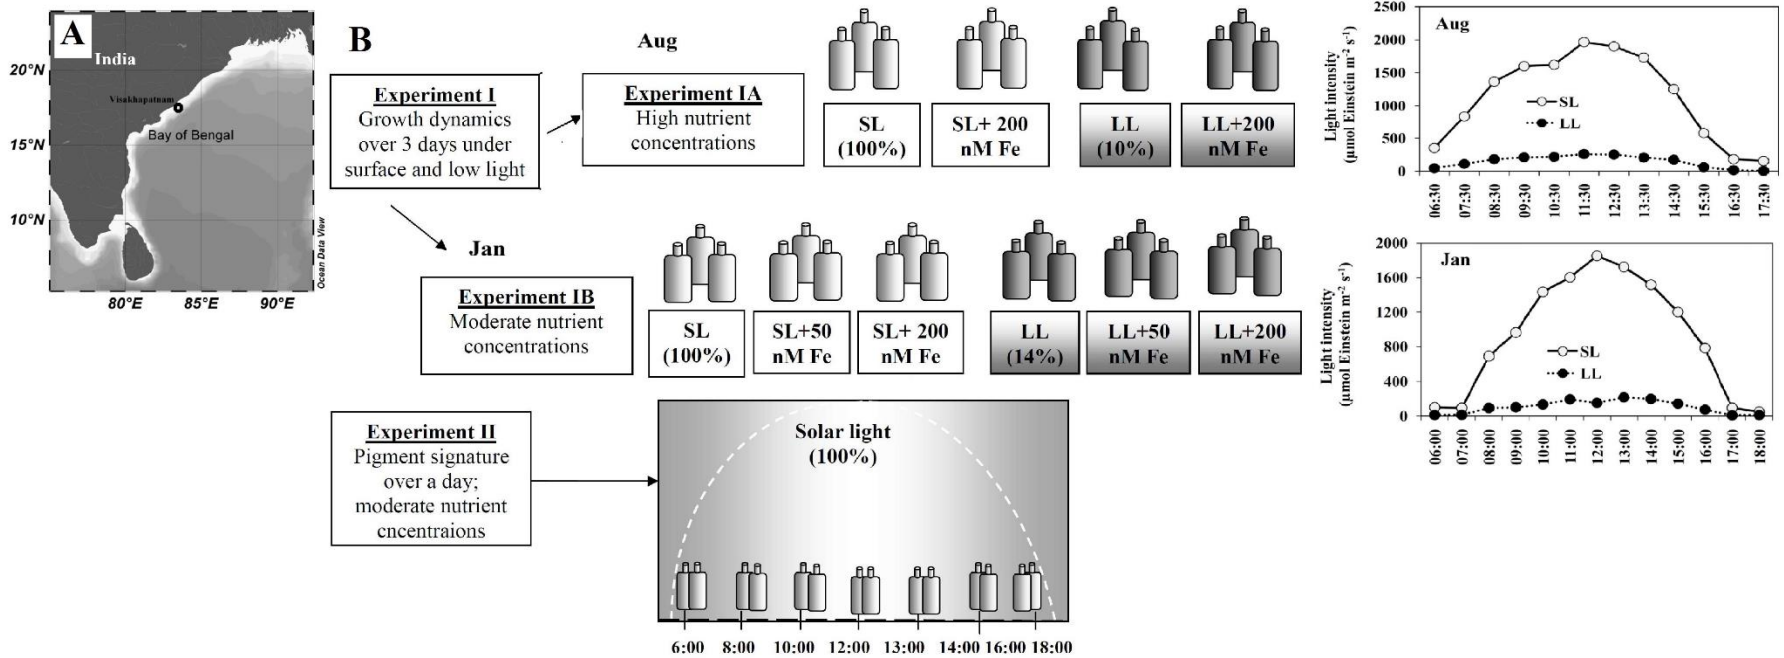 A
India
20°N
Visakhapatnam
Bay of Bengal
15°N
10°N
80°E
85°E
90°E
Ocean Data View
B
Experiment I
Growth dynamics
over 3 days under
surface and low light
Aug
Experiment IA
High nutrient
concentrations
SL
(100%)
SL+ 200
nM Fe
LL
(10%)
LL+200
nM Fe
Jan
Experiment IB
Moderate nutrient
concentrations
SL
(100%)
SL+50
nM Fe
SL+ 200
nM Fe
LL
(14%)
LL+50
nM Fe
LL+200
nM Fe
Experiment II
Pigment signature
over a day;
moderate nutrient
cncentraions
Solar light
(100%)
6:00
8:00
10:00
12:00
13:00
14:00
16:00
18:00
Aug
Light intensity
(µmol Einstein m⁻² s⁻¹)
2500
2000
1500
1000
500
0
SL
LL
06:30
07:30
08:30
09:30
10:30
11:30
12:30
13:30
14:30
15:30
16:30
17:30
Jan
Light intensity
(µmol Einstein m⁻² s⁻¹)
2000
1600
1200
800
400
0
SL
LL
06:00
07:00
08:00
09:00
10:00
11:00
12:00
13:00
14:00
15:00
16:00
17:00
18:00